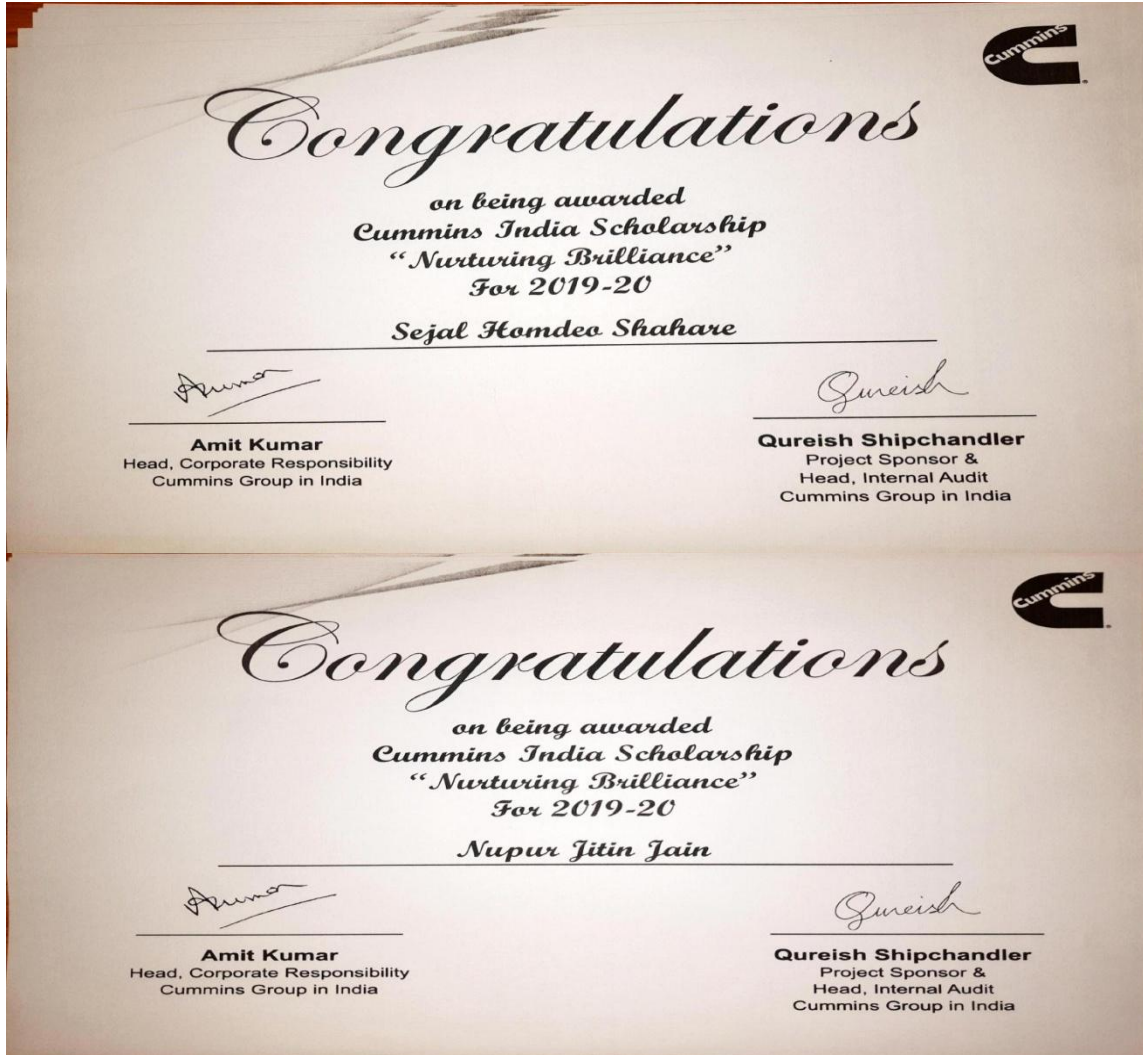 Cummins
Congratulations
on being awarded
Cummins India Scholarship
“Nurturing Brilliance”
For 2019-20
Sejal Homdeo Shahare
Qureish
Amit Kumar
Head, Corporate Responsibility
Cummins Group in India
Qureish Shipchandler
Project Sponsor &
Head, Internal Audit
Cummins Group in India
Cummins
Congratulations
on being awarded
Cummins India Scholarship
“Nurturing Brilliance”
For 2019-20
Nupur Jitin Jain
Qureish
Amit Kumar
Head, Corporate Responsibility
Cummins Group in India
Qureish Shipchandler
Project Sponsor &
Head, Internal Audit
Cummins Group in India